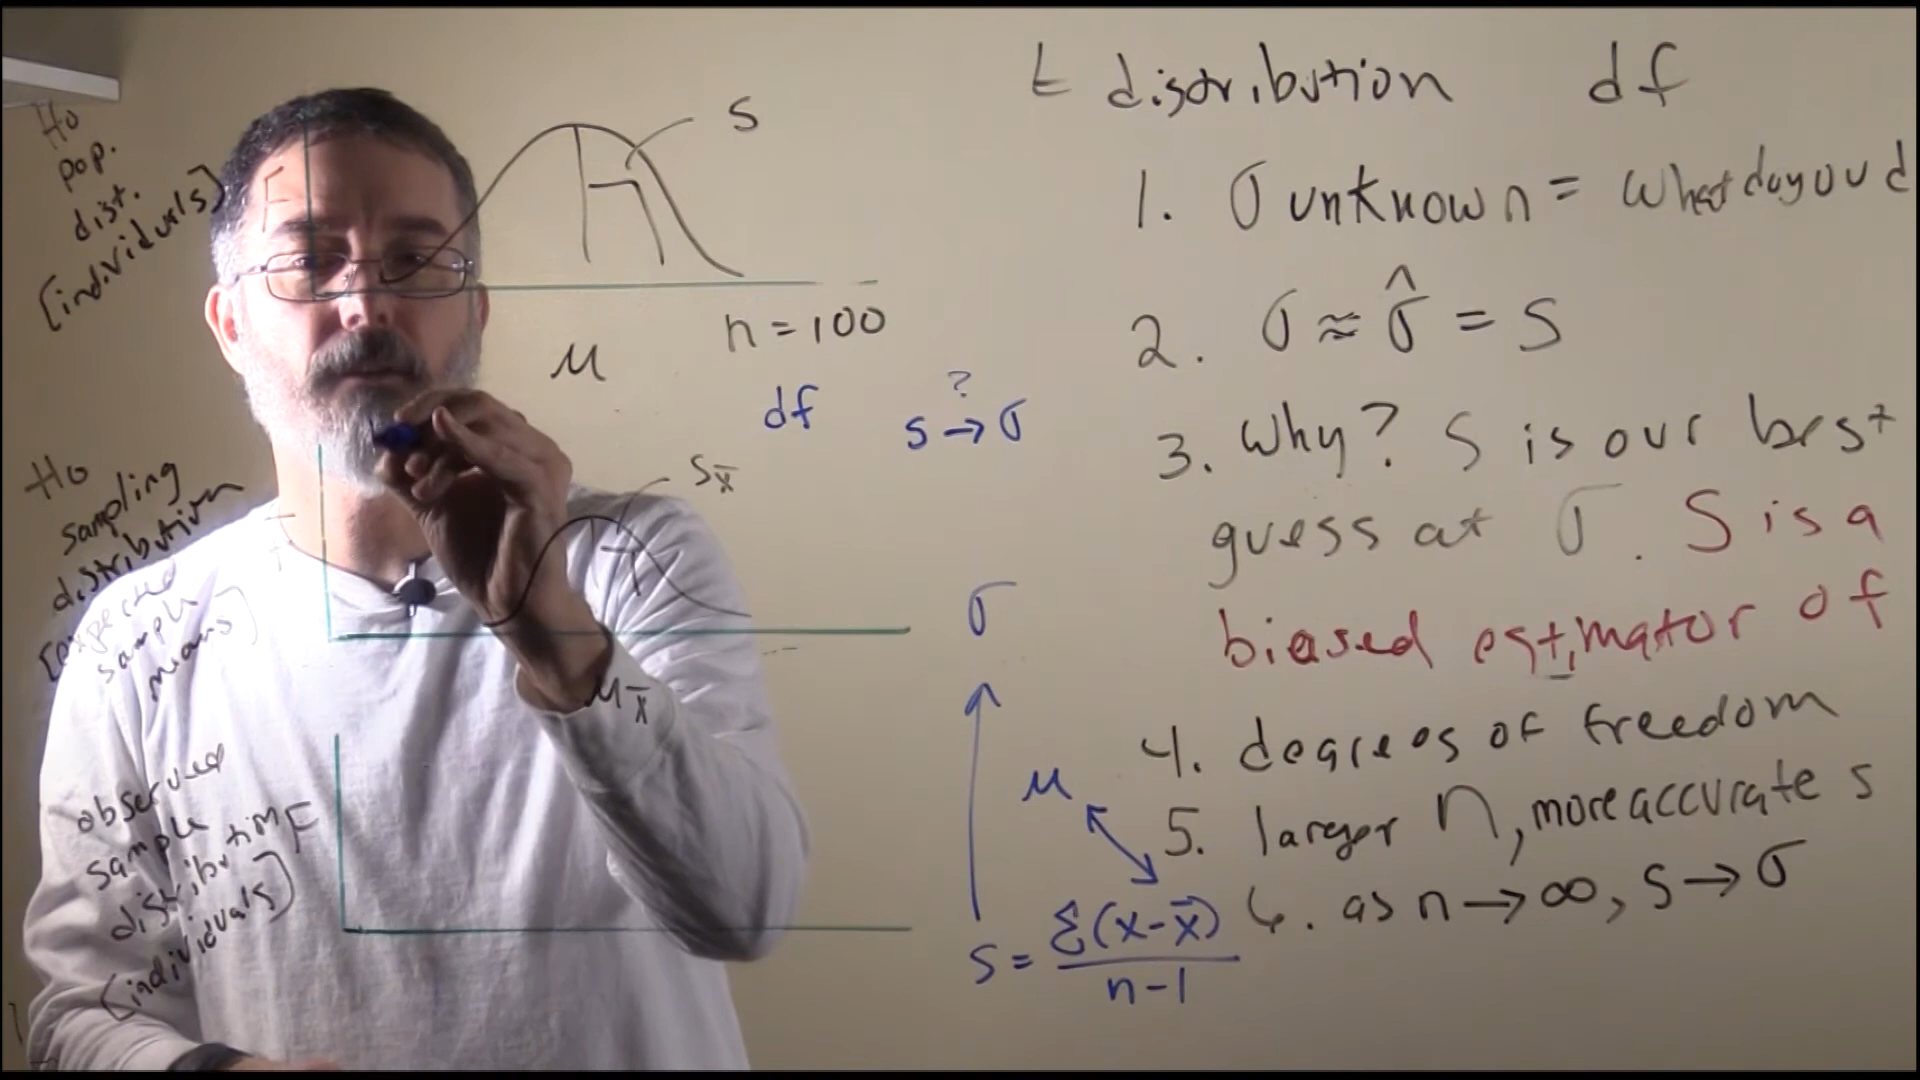 t distribution df
1. σ unknown = what do you d
2. σ ≈ σ̂ = s
3. Why? S is our best
guess at σ. S is a
biased estimator of
4. degrees of freedom
5. larger n, more accurate s
6. as n → ∞, s → σ
Ho
pop.
dist.
[individuals]
F
s
μ
n = 100
df
?
s → σ
Ho
sampling
distribution
[expected
sample
means]
F
s_x̄
μ_x̄
σ
μ
s = Σ(x - x̄)
n - 1
observed
sample
distribution
[individuals]
F